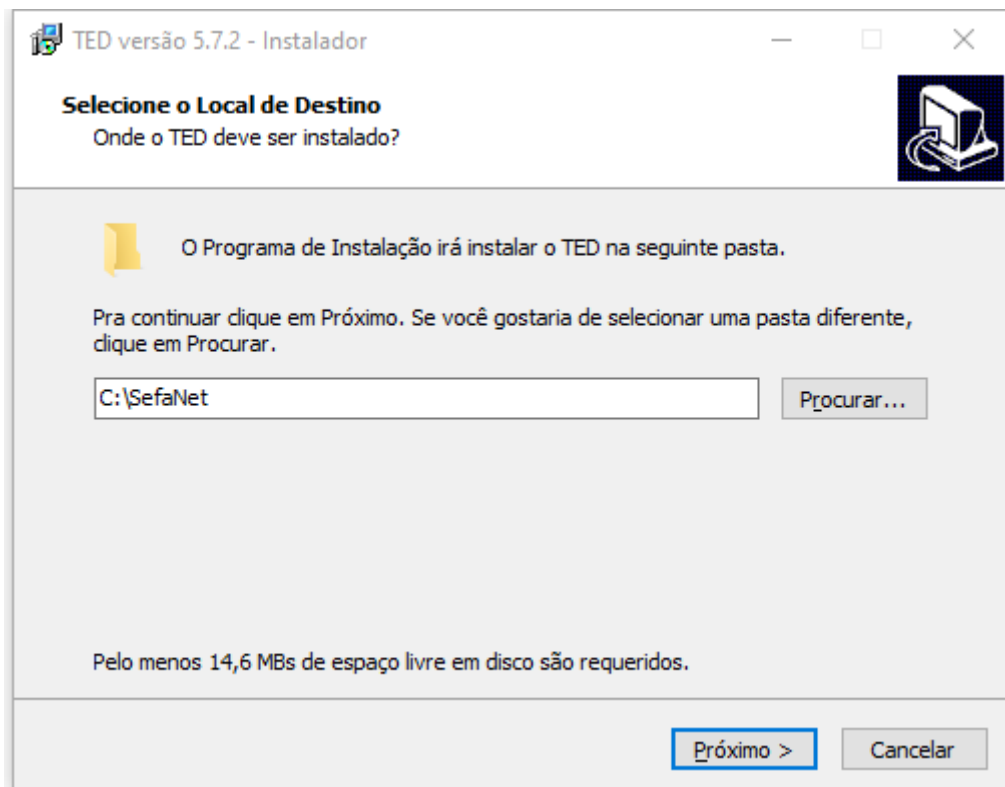 TED versão 5.7.2 - Instalador
Selecione o Local de Destino
Onde o TED deve ser instalado?
O Programa de Instalação irá instalar o TED na seguinte pasta.
Pra continuar clique em Próximo. Se você gostaria de selecionar uma pasta diferente,
clique em Procurar.
C:\SefaNet
Procurar...
Pelo menos 14,6 MBs de espaço livre em disco são requeridos.
Próximo >
Cancelar